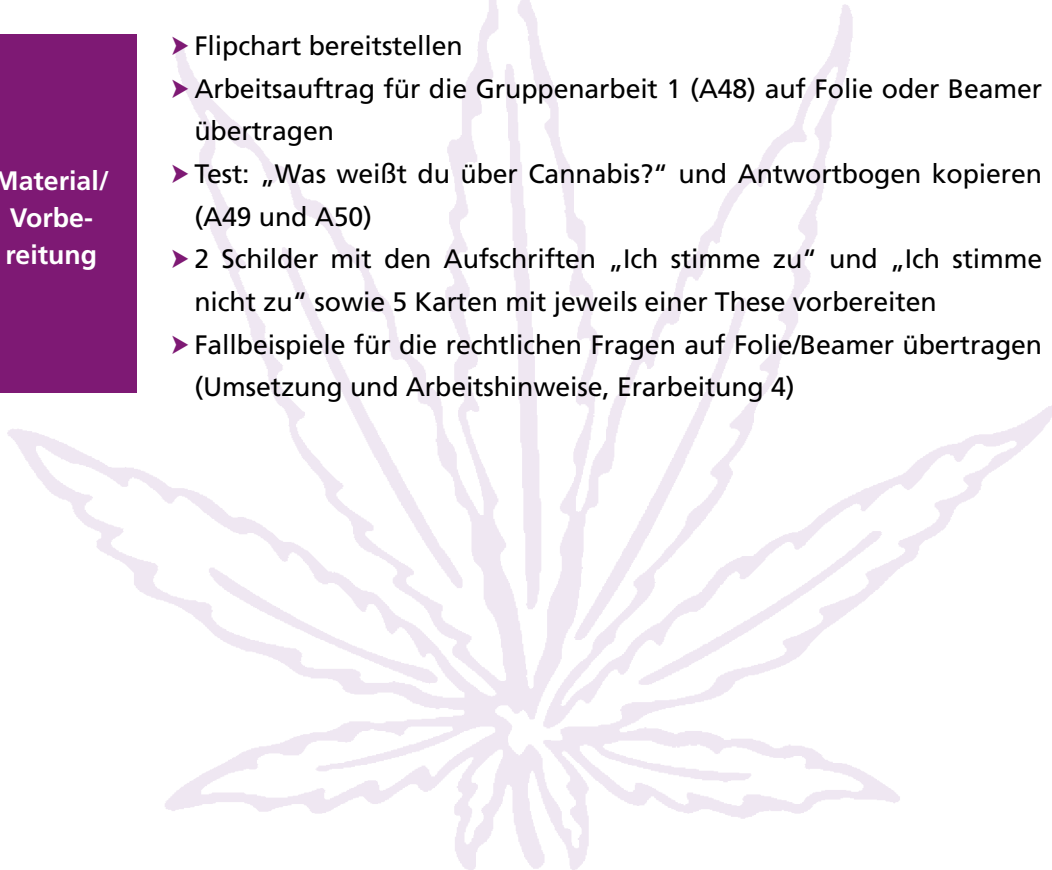 Material/
Vorbe-
reitung
➤ Flipchart bereitstellen
➤ Arbeitsauftrag für die Gruppenarbeit 1 (A48) auf Folie oder Beamer
übertragen
➤ Test: „Was weißt du über Cannabis?“ und Antwortbogen kopieren
(A49 und A50)
➤ 2 Schilder mit den Aufschriften „Ich stimme zu“ und „Ich stimme
nicht zu“ sowie 5 Karten mit jeweils einer These vorbereiten
➤ Fallbeispiele für die rechtlichen Fragen auf Folie/Beamer übertragen
(Umsetzung und Arbeitshinweise, Erarbeitung 4)